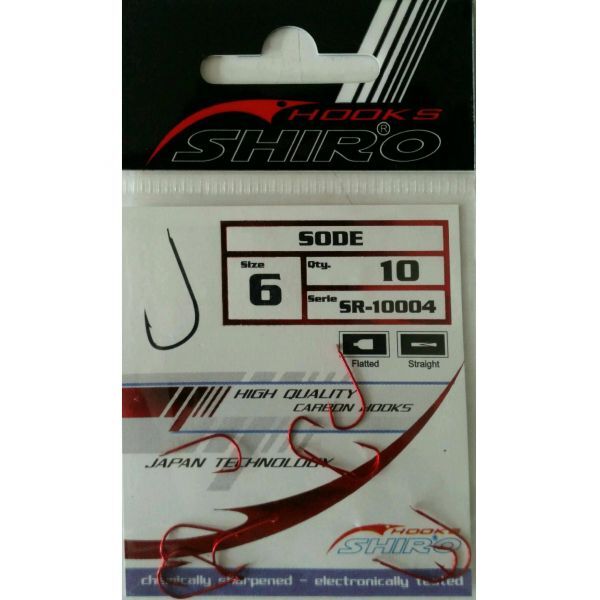 HOOKS
SHIRO®
SODE
Size Qty. 10
6
Serie SR-10004
Flatted Straight
HIGH QUALITY
CARBON HOOKS
JAPAN TECHNOLOGY
HOOKS
SHIRO
chemically sharpened - electronically tested